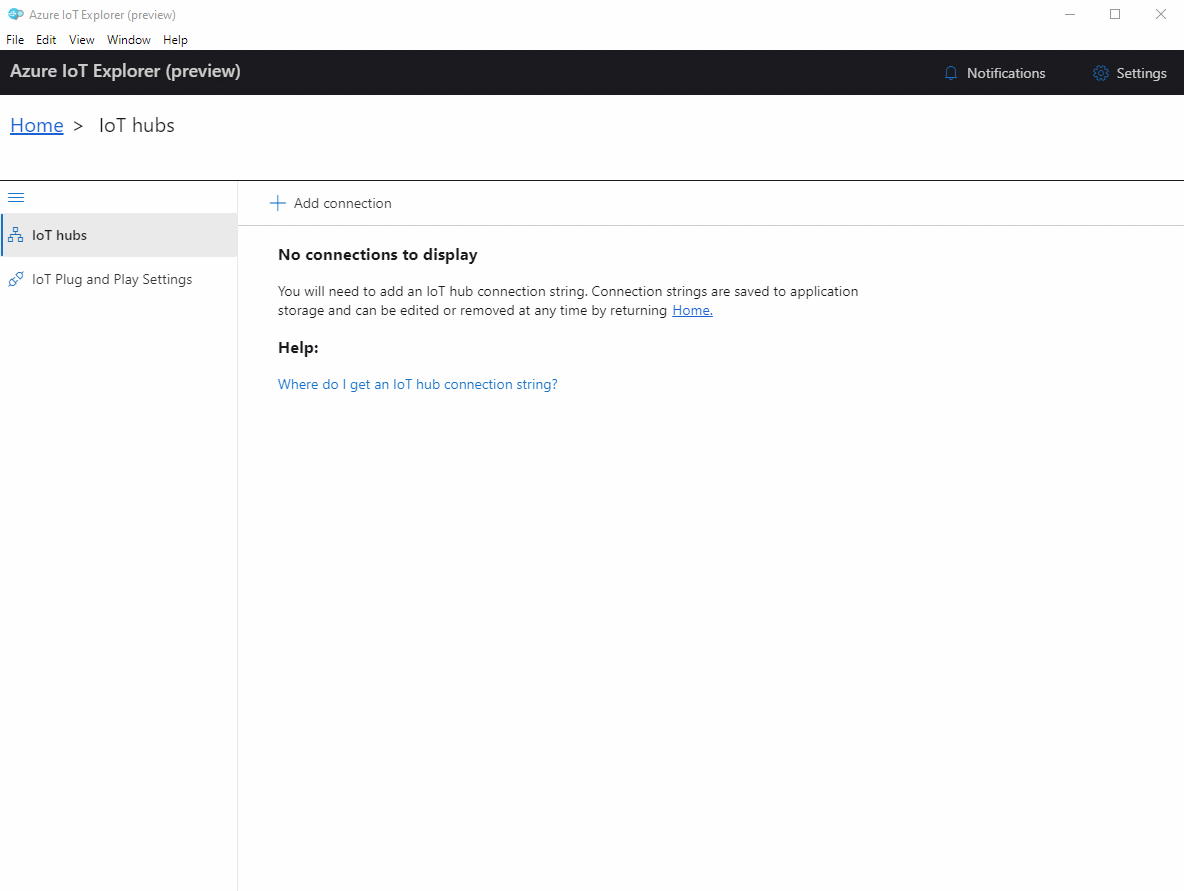 Azure IoT Explorer (preview)
File Edit View Window Help
Azure IoT Explorer (preview)
Notifications
Settings
Home > IoT hubs
IoT hubs
IoT Plug and Play Settings
Add connection
No connections to display
You will need to add an IoT hub connection string. Connection strings are saved to application
storage and can be edited or removed at any time by returning Home.
Help:
Where do I get an IoT hub connection string?